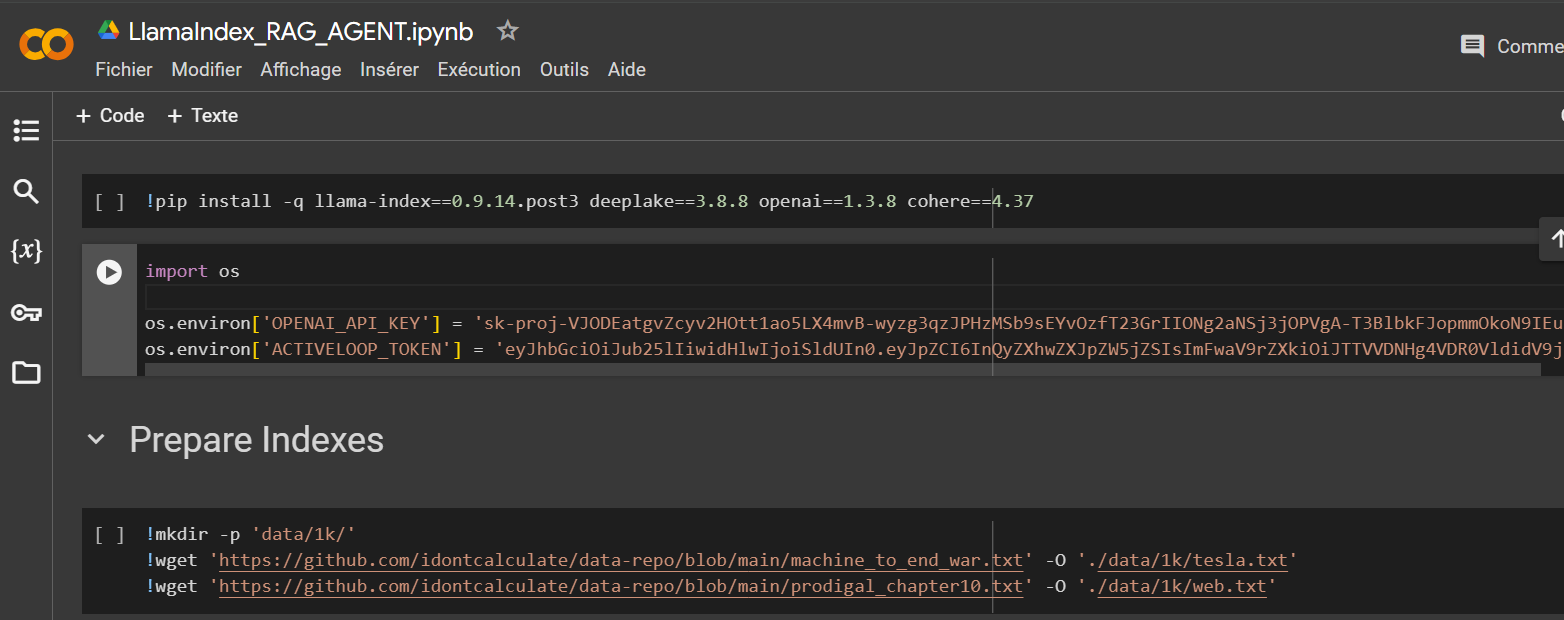 LlamaIndex_RAG_AGENT.ipynb
Fichier Modifier Affichage Insérer Exécution Outils Aide
Comme
+ Code + Texte
[ ] !pip install -q llama-index==0.9.14.post3 deeplake==3.8.8 openai==1.3.8 cohere==4.37
{x}
import os
os.environ['OPENAI_API_KEY'] = 'sk-proj-VJODEatgvZcyv2HOtt1ao5LX4mvB-wyzg3qzJPHzMSb9sEYvOzfT23GrIIONg2aNSj3jOPVgA-T3BlbkFJopmmOkoN9IEu
os.environ['ACTIVELOOP_TOKEN'] = 'eyJhbGciOiJub25lIiwidHlwIjoiSldUIn0.eyJpZCI6InQyZXhwZXJpZW5jZSIsImFwaV9rZXkiOiJTTVVDNHg4VDR0VldidV9j
Prepare Indexes
[ ] !mkdir -p 'data/1k/'
!wget 'https://github.com/idontcalculate/data-repo/blob/main/machine_to_end_war.txt' -O './data/1k/tesla.txt'
!wget 'https://github.com/idontcalculate/data-repo/blob/main/prodigal_chapter10.txt' -O './data/1k/web.txt'